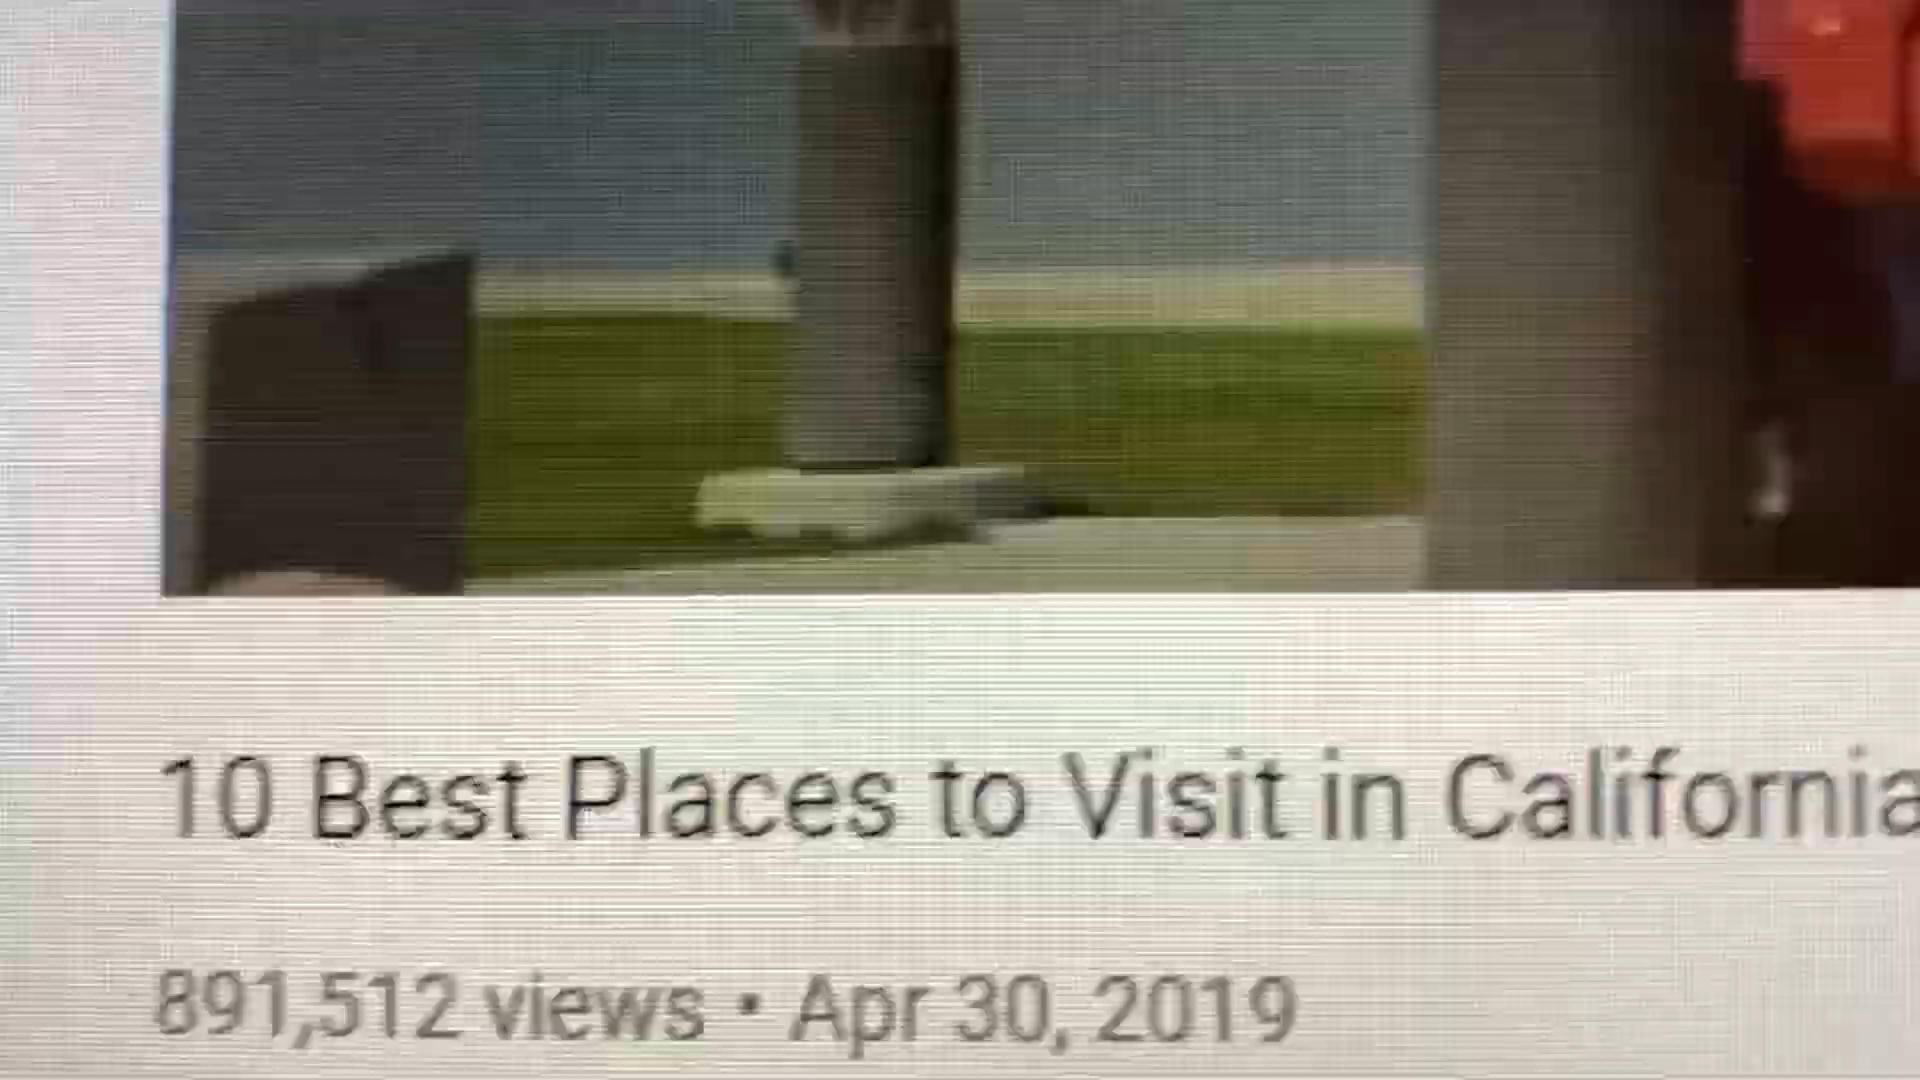 10 Best Places to Visit in California
891,512 views • Apr 30, 2019